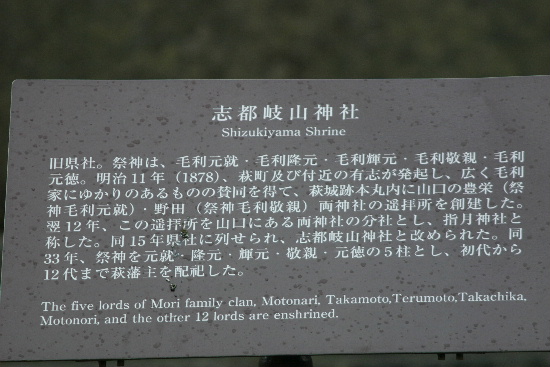 志都岐山神社
Shizukiyama Shrine
旧県社。祭神は、毛利元就・毛利隆元・毛利輝元・毛利敬親・毛利
元徳。明治11年（1878）、萩町及び付近の有志が発起し、広く毛利
家にゆかりのあるものの賛同を得て、萩城跡本丸内に山口の豊栄（祭
神毛利元就）・野田（祭神毛利敬親）両神社の遥拝所を創建した。
翌12年、この遥拝所を山口にある両神社の分社とし、指月神社と
称した。同15年県社に列せられ、志都岐山神社と改められた。同
33年、祭神を元就・隆元・輝元・敬親・元徳の5柱とし、初代から
12代まで萩藩主を配祀した。
The five lords of Mori family clan, Motonari, Takamoto,Terumoto,Takachika,
Motonori, and the other 12 lords are enshrined.